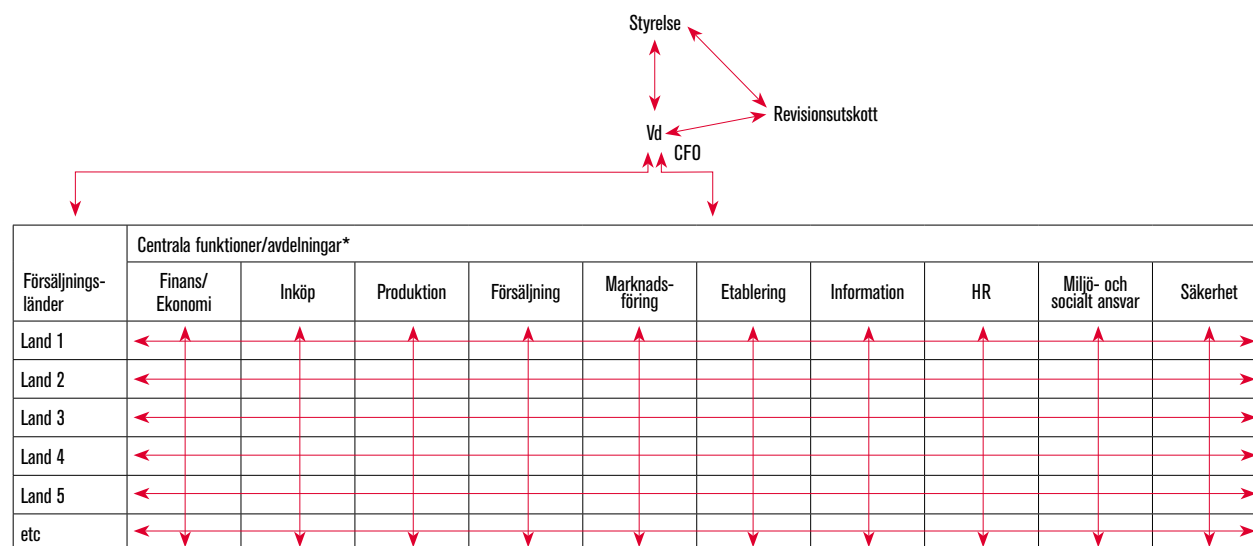 Styrelse
Revisionsutskott
Vd
CFO
Centrala funktioner/avdelningar*
Försäljnings-
länder
Finans/
Ekonomi
Inköp
Produktion
Försäljning
Marknads-
föring
Etablering
Information
HR
Miljö- och
socialt ansvar
Säkerhet
Land 1
Land 2
Land 3
Land 4
Land 5
etc